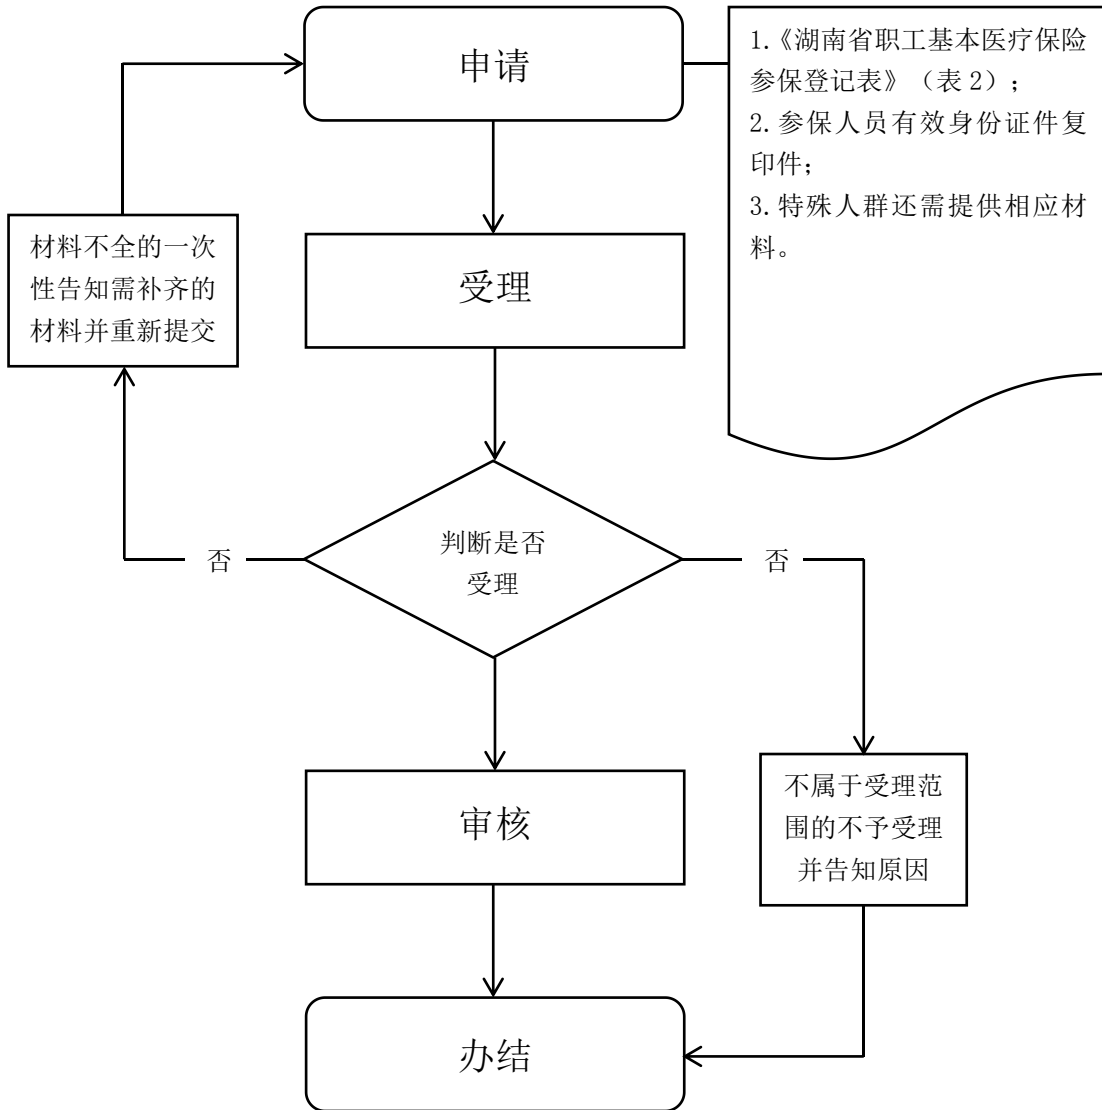 申请
1.《湖南省职工基本医疗保险
参保登记表》（表 2）；
2.参保人员有效身份证件复
印件；
3.特殊人群还需提供相应材
料。
材料不全的一次
性告知需补齐的
材料并重新提交
受理
判断是否
受理
否
否
审核
不属于受理范
围的不予受理
并告知原因
办结